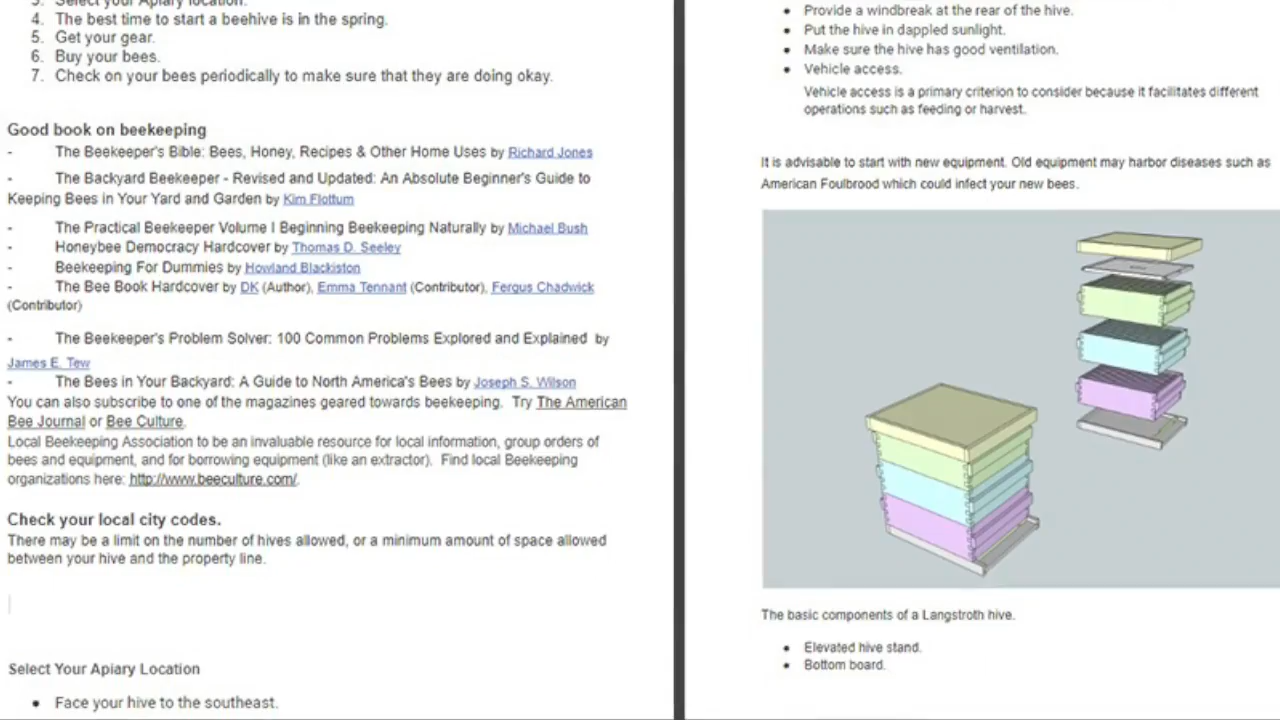 3. Select your Apiary location.
4. The best time to start a beehive is in the spring.
5. Get your gear.
6. Buy your bees.
7. Check on your bees periodically to make sure that they are doing okay.
Good book on beekeeping
- The Beekeeper's Bible: Bees, Honey, Recipes & Other Home Uses by Richard Jones
- The Backyard Beekeeper - Revised and Updated: An Absolute Beginner's Guide to
Keeping Bees in Your Yard and Garden by Kim Flottum
- The Practical Beekeeper Volume I Beginning Beekeeping Naturally by Michael Bush
- Honeybee Democracy Hardcover by Thomas D. Seeley
- Beekeeping For Dummies by Howland Blackiston
- The Bee Book Hardcover by DK (Author), Emma Tennant (Contributor), Fergus Chadwick
(Contributor)
- The Beekeeper's Problem Solver: 100 Common Problems Explored and Explained by
James E. Tew
- The Bees in Your Backyard: A Guide to North America's Bees by Joseph S. Wilson
You can also subscribe to one of the magazines geared towards beekeeping. Try The American
Bee Journal or Bee Culture.
Local Beekeeping Association to be an invaluable resource for local information, group orders of
bees and equipment, and for borrowing equipment (like an extractor). Find local Beekeeping
organizations here: http://www.beeculture.com/.
Check your local city codes.
There may be a limit on the number of hives allowed, or a minimum amount of space allowed
between your hive and the property line.
Select Your Apiary Location
• Face your hive to the southeast.
• Provide a windbreak at the rear of the hive.
• Put the hive in dappled sunlight.
• Make sure the hive has good ventilation.
• Vehicle access.
Vehicle access is a primary criterion to consider because it facilitates different
operations such as feeding or harvest.
It is advisable to start with new equipment. Old equipment may harbor diseases such as
American Foulbrood which could infect your new bees.
The basic components of a Langstroth hive.
• Elevated hive stand.
• Bottom board.